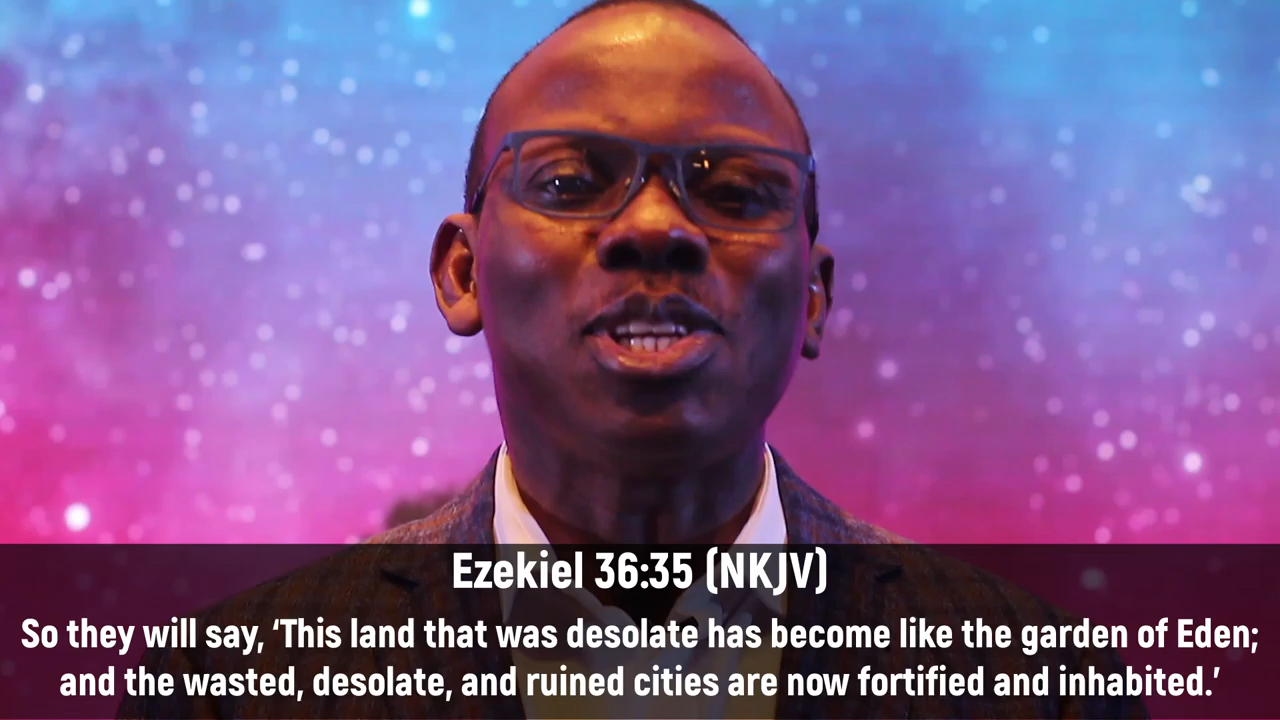 Ezekiel 36:35 (NKJV)
So they will say, ‘This land that was desolate has become like the garden of Eden;
and the wasted, desolate, and ruined cities are now fortified and inhabited.’